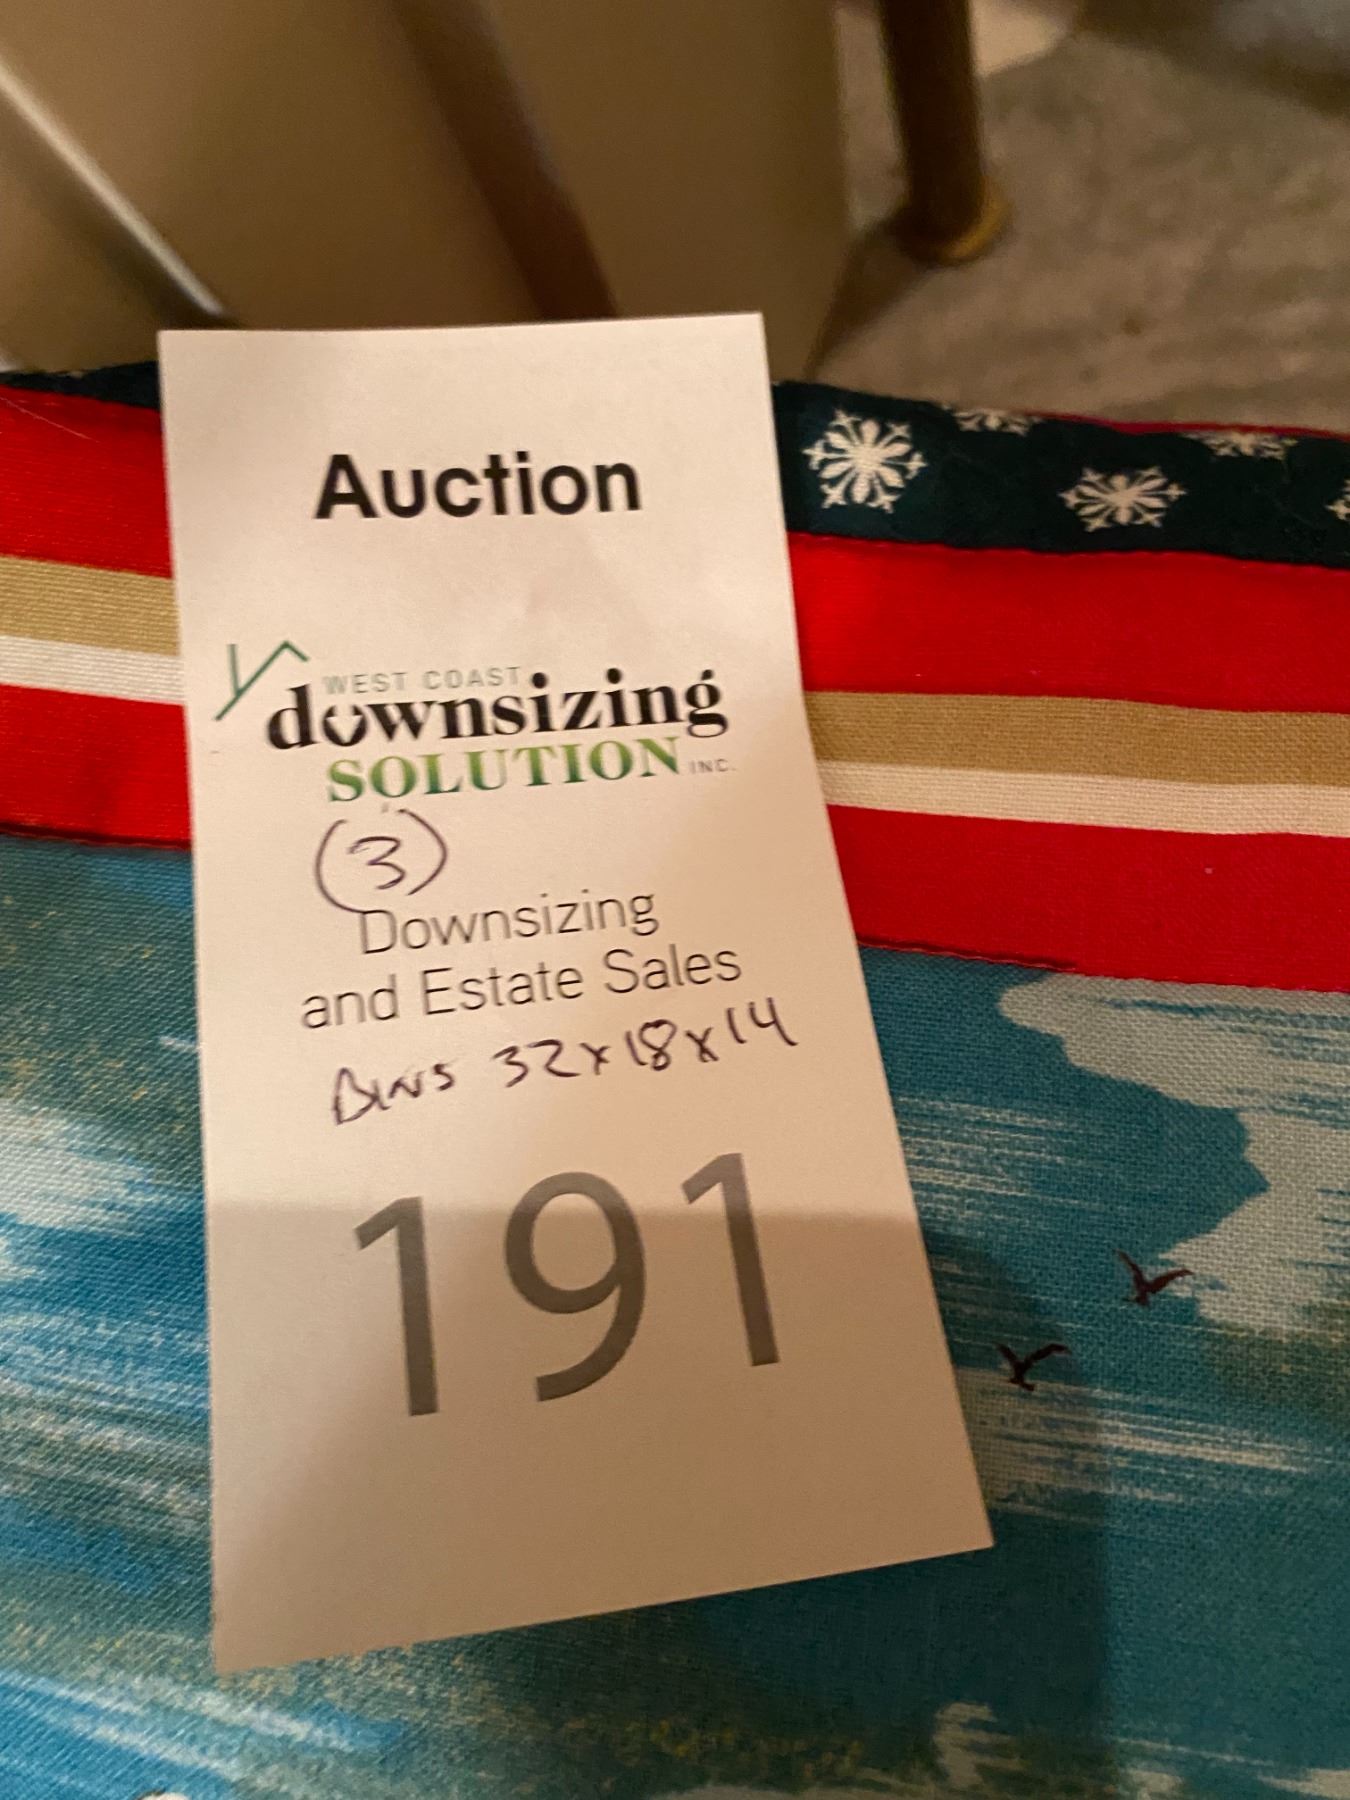 Auction
WEST COAST
downsizing
SOLUTION INC.
(3)
Downsizing
and Estate Sales
BINS 32x18x14
191